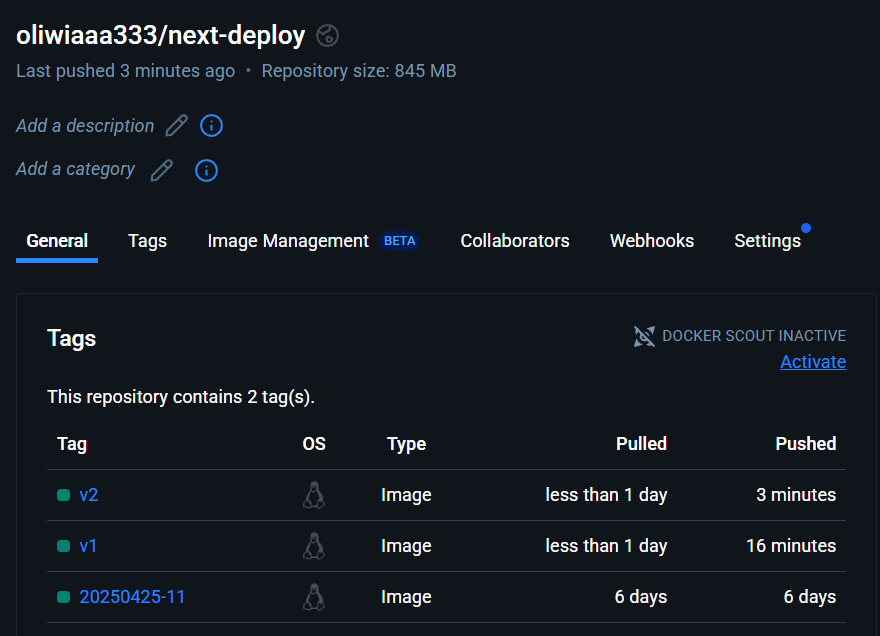 oliwiaaa333/next-deploy
Last pushed 3 minutes ago • Repository size: 845 MB
Add a description
Add a category
General Tags Image Management BETA Collaborators Webhooks Settings
Tags
DOCKER SCOUT INACTIVE
Activate
This repository contains 2 tag(s).
Tag OS Type Pulled Pushed
v2 Image less than 1 day 3 minutes
v1 Image less than 1 day 16 minutes
20250425-11 Image 6 days 6 days